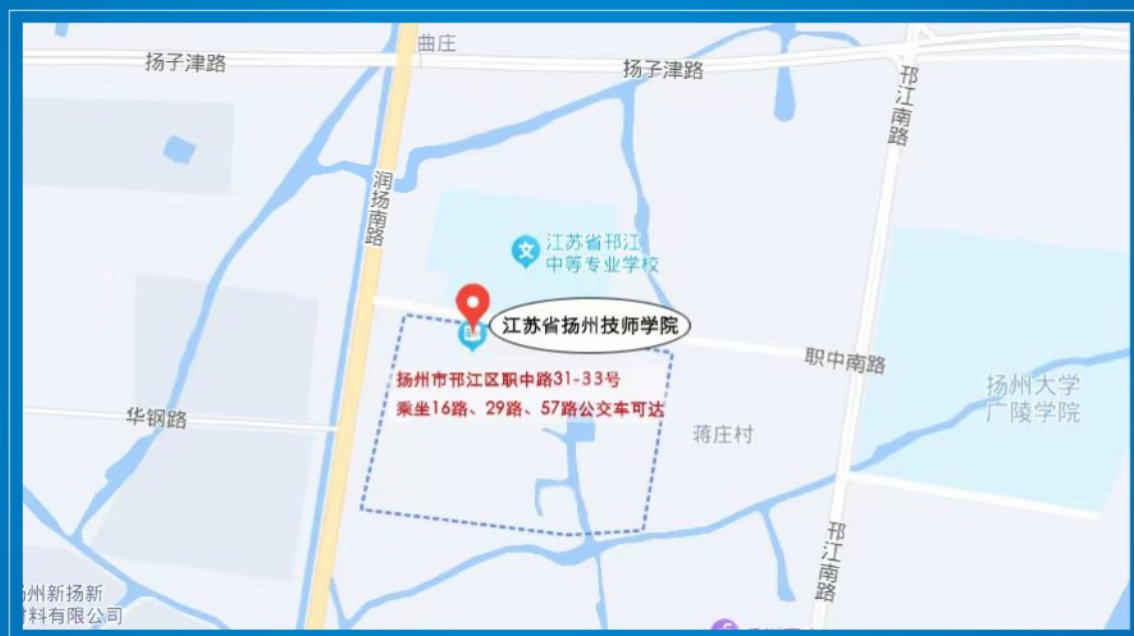 曲庄
扬子津路
扬子津路
邗江南路
润扬南路
江苏省邗江
中等专业学校
江苏省扬州技师学院
职中南路
扬州市邗江区职中路31-33号
乘坐16路、29路、57路公交车可达
扬州大学
广陵学院
华钢路
蒋庄村
邗江南路
州新扬新
料有限公司